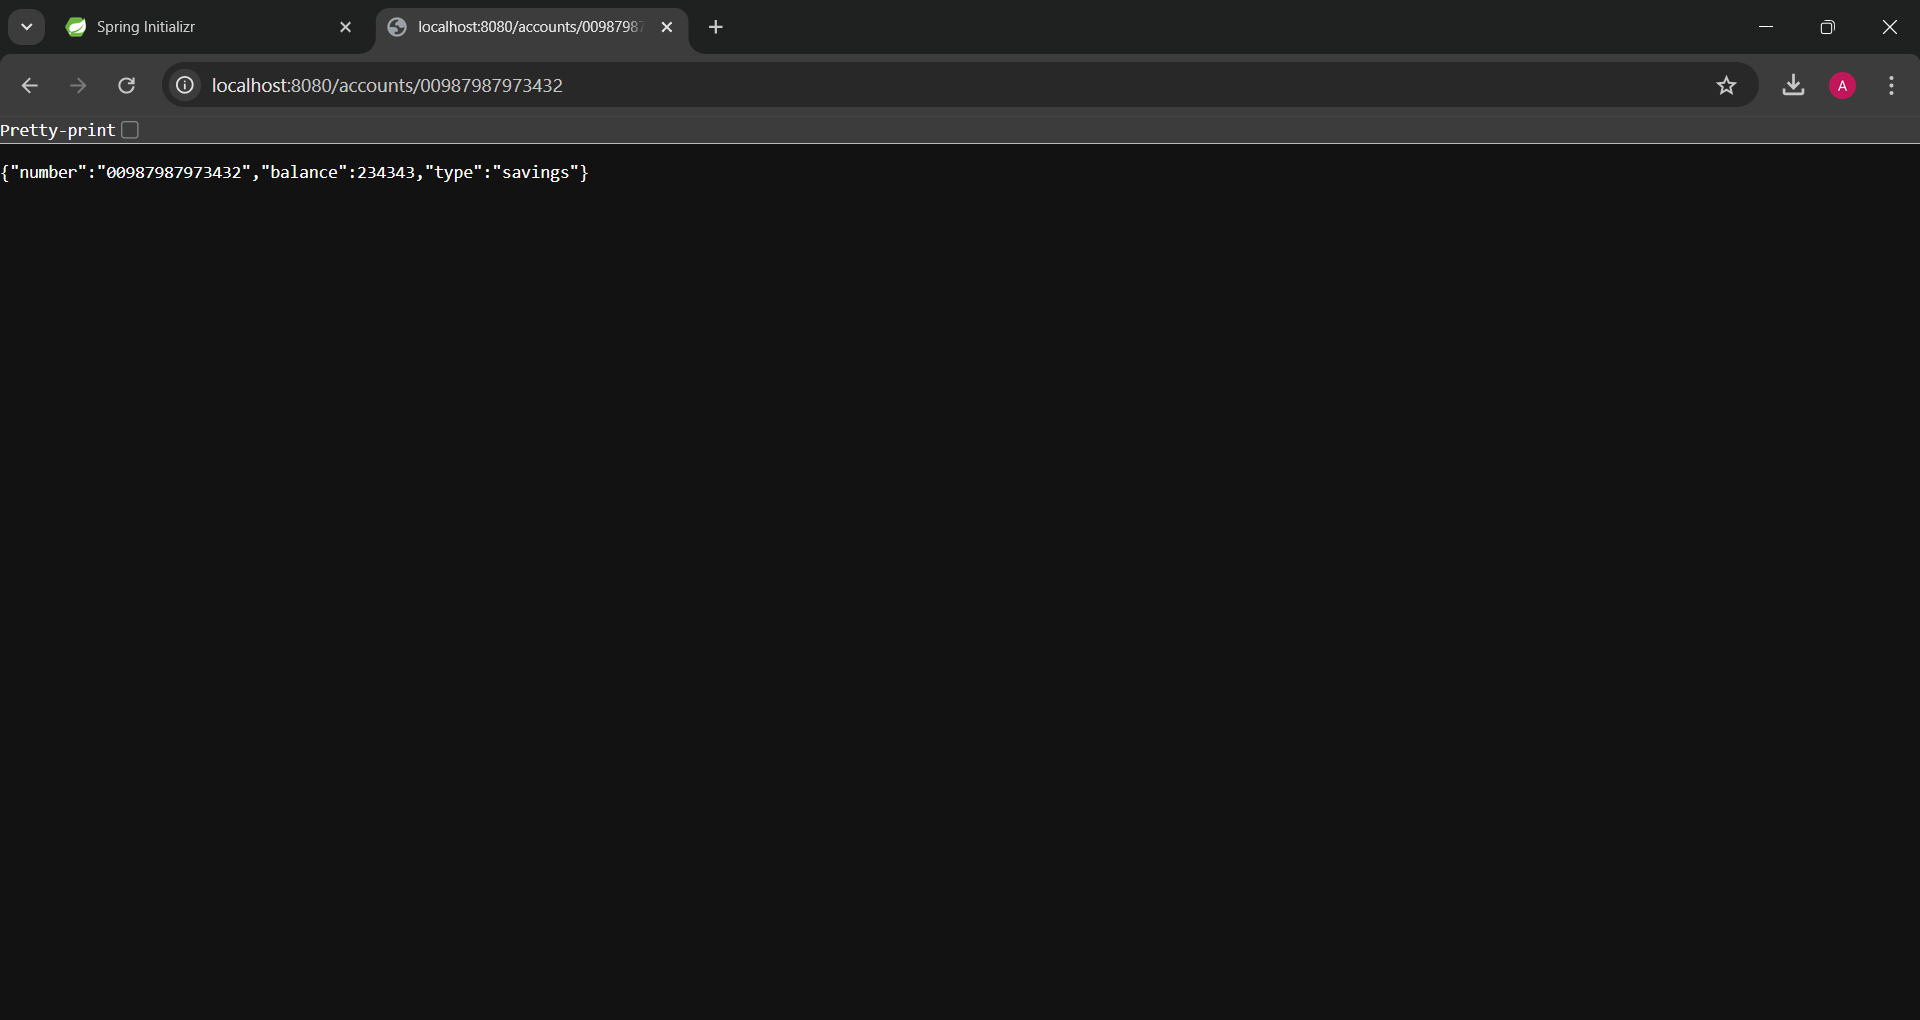 Spring Initializr
localhost:8080/accounts/0098798
localhost:8080/accounts/00987987973432
A
Pretty-print
{"number":"00987987973432","balance":234343,"type":"savings"}